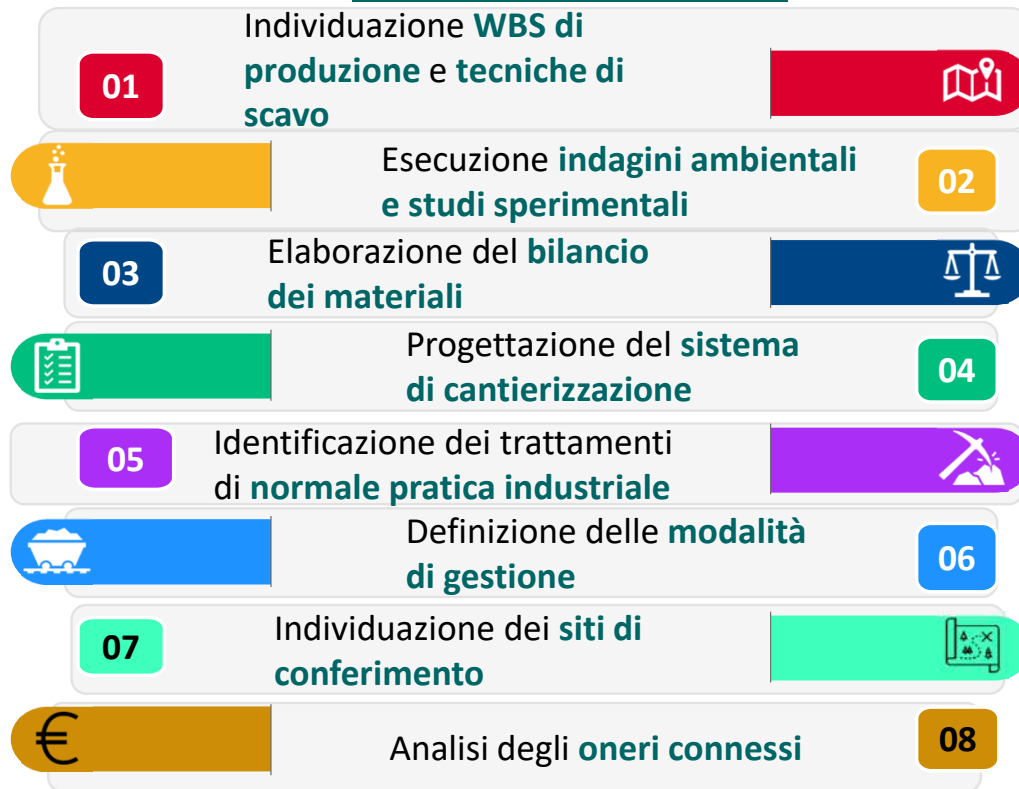 01
Individuazione WBS di
produzione e tecniche di
scavo
Esecuzione indagini ambientali
e studi sperimentali
02
03
Elaborazione del bilancio
dei materiali
Progettazione del sistema
di cantierizzazione
04
05
Identificazione dei trattamenti
di normale pratica industriale
Definizione delle modalità
di gestione
06
07
Individuazione dei siti di
conferimento
€
Analisi degli oneri connessi
08